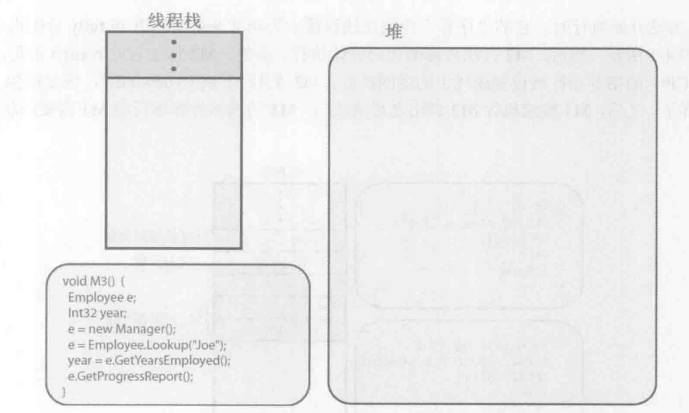 线程栈
堆
void M3() {
Employee e;
Int32 year;
e = new Manager();
e = Employee.Lookup("Joe");
year = e.GetYearsEmployed();
e.GetProgressReport();
}